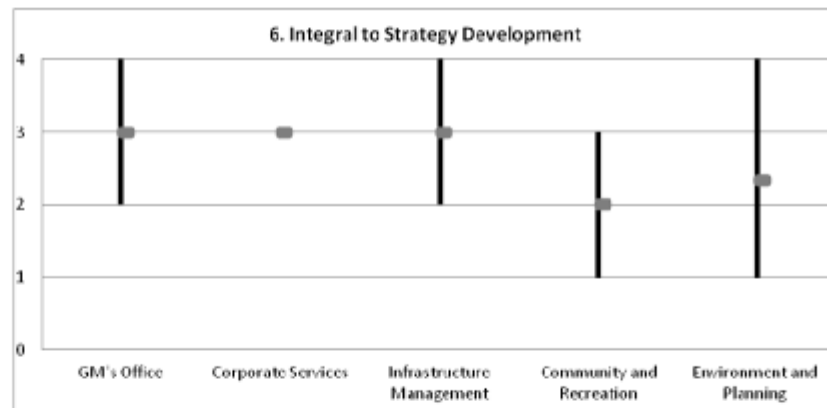 6. Integral to Strategy Development
4
3
2
1
0
GM's Office
Corporate Services
Infrastructure
Management
Community and
Recreation
Environment and
Planning